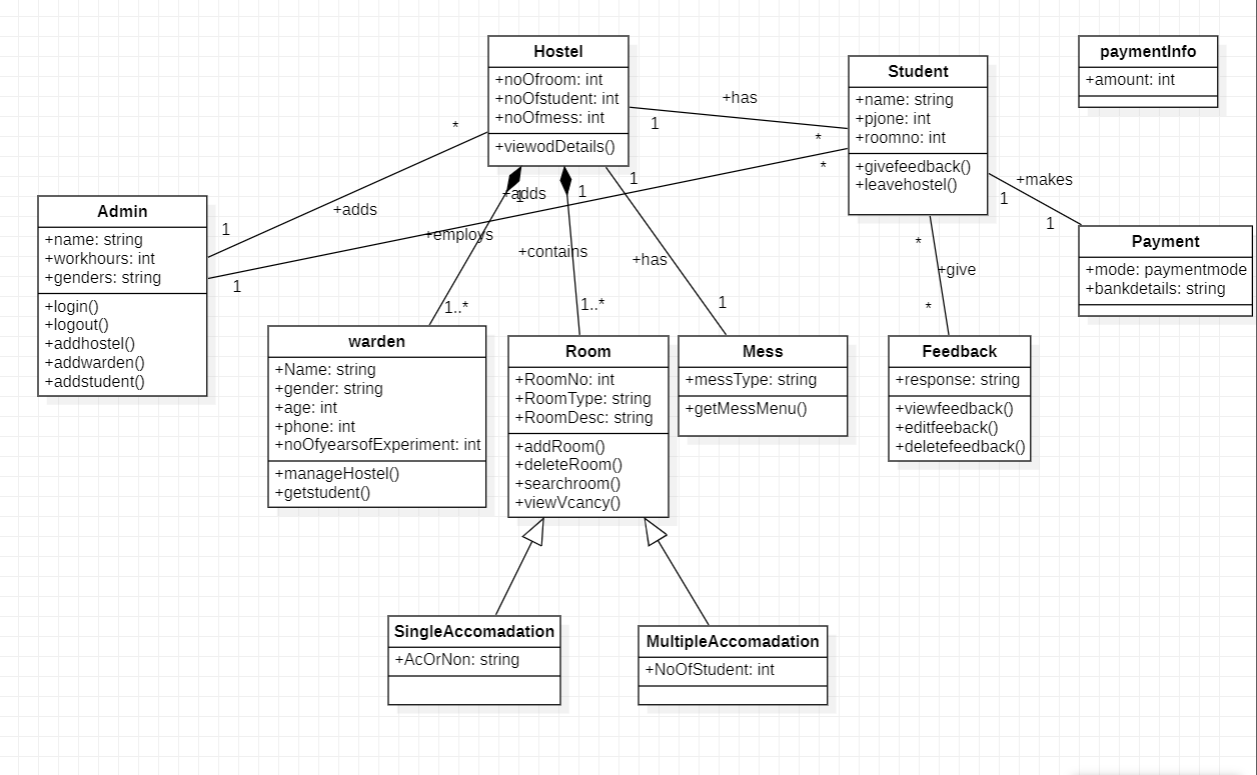 Hostel
+noOfroom: int
+noOfstudent: int
+noOfmess: int
+viewodDetails()
Student
+name: string
+pjone: int
+roomno: int
+givefeedback()
+leavehostel()
paymentInfo
+amount: int
+has
1
*
*
+adds
1
*
1
+adds
1
+employs
1..*
1
+contains
1..*
1
+has
1
+makes
1
1
*
+give
*
Admin
+name: string
+workhours: int
+genders: string
+login()
+logout()
+addhostel()
+addwarden()
+addstudent()
Payment
+mode: paymentmode
+bankdetails: string
warden
+Name: string
+gender: string
+age: int
+phone: int
+noOfyearsofExperiment: int
+manageHostel()
+getstudent()
Room
+RoomNo: int
+RoomType: string
+RoomDesc: string
+addRoom()
+deleteRoom()
+searchroom()
+viewVcancy()
Mess
+messType: string
+getMessMenu()
Feedback
+response: string
+viewfeedback()
+editfeeback()
+deletefeedback()
SingleAccomadation
+AcOrNon: string
MultipleAccomadation
+NoOfStudent: int